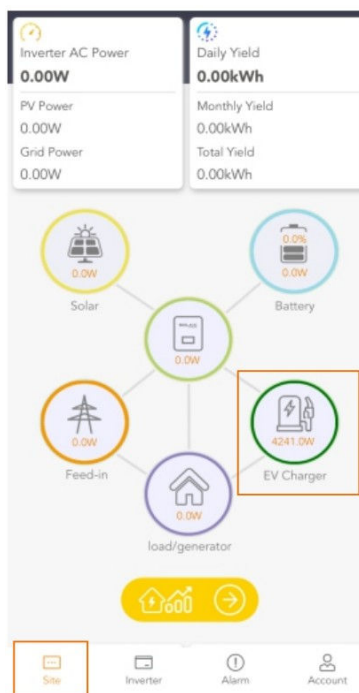 Inverter AC Power
0.00W
PV Power
0.00W
Grid Power
0.00W
Daily Yield
0.00kWh
Monthly Yield
0.00kWh
Total Yield
0.00kWh
0.0W
Solar
0.0%
0.0W
Battery
0.0W
0.0W
Feed-in
4241.0W
EV Charger
0.0W
load/generator
Site
Inverter
Alarm
Account